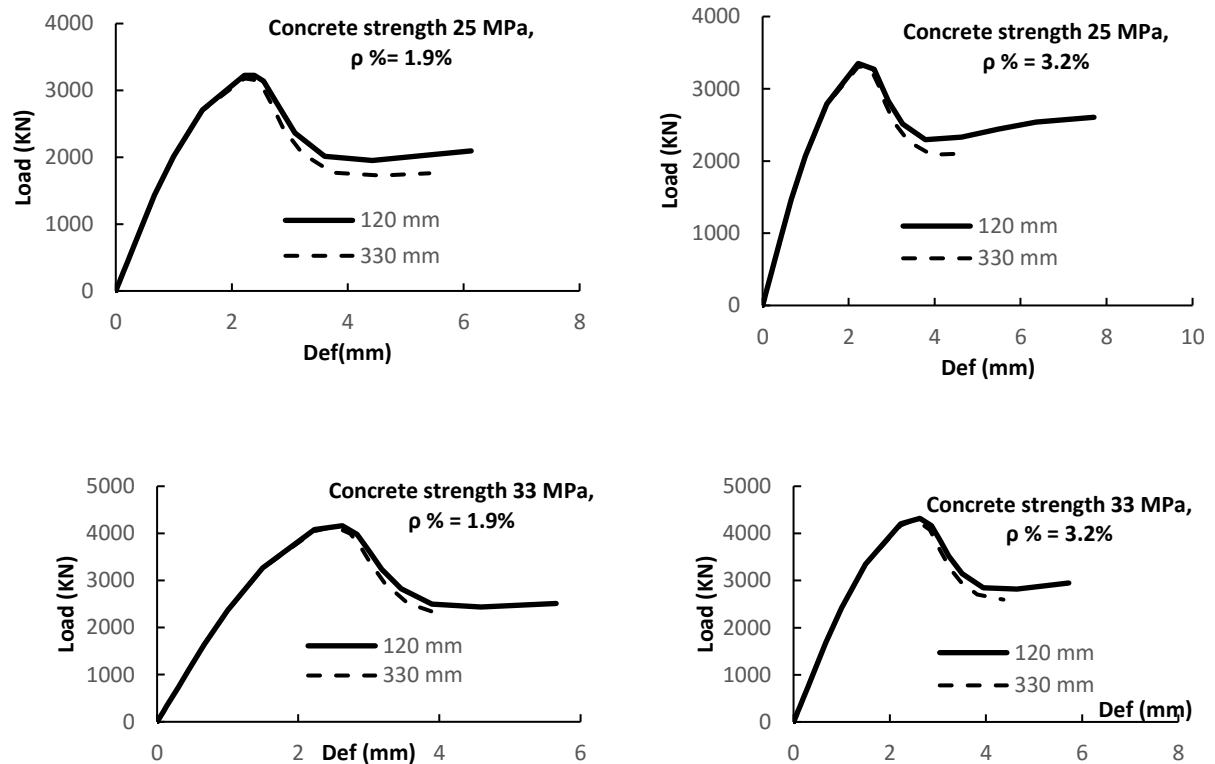 Concrete strength 25 MPa,
ρ %= 1.9%
Load (KN)
4000
3000
2000
1000
0
120 mm
330 mm
0 2 4 6 8
Def(mm)
Concrete strength 25 MPa,
ρ % = 3.2%
Load (KN)
4000
3000
2000
1000
0
120 mm
330 mm
0 2 4 6 8 10
Def (mm)
Concrete strength 33 MPa,
ρ % = 1.9%
Load (KN)
5000
4000
3000
2000
1000
0
120 mm
330 mm
0 2 4 6
Def (mm)
Concrete strength 33 MPa,
ρ % = 3.2%
Load (KN)
5000
4000
3000
2000
1000
0
120 mm
330 mm
Def (mm)
0 2 4 6 8